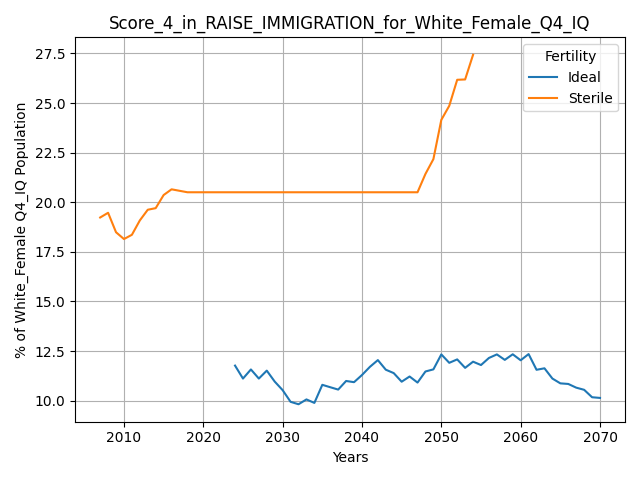 Score_4_in_RAISE_IMMIGRATION_for_White_Female_Q4_IQ
% of White_Female Q4_IQ Population
27.5
25.0
22.5
20.0
17.5
15.0
12.5
10.0
Fertility
Ideal
Sterile
2010 2020 2030 2040 2050 2060 2070
Years